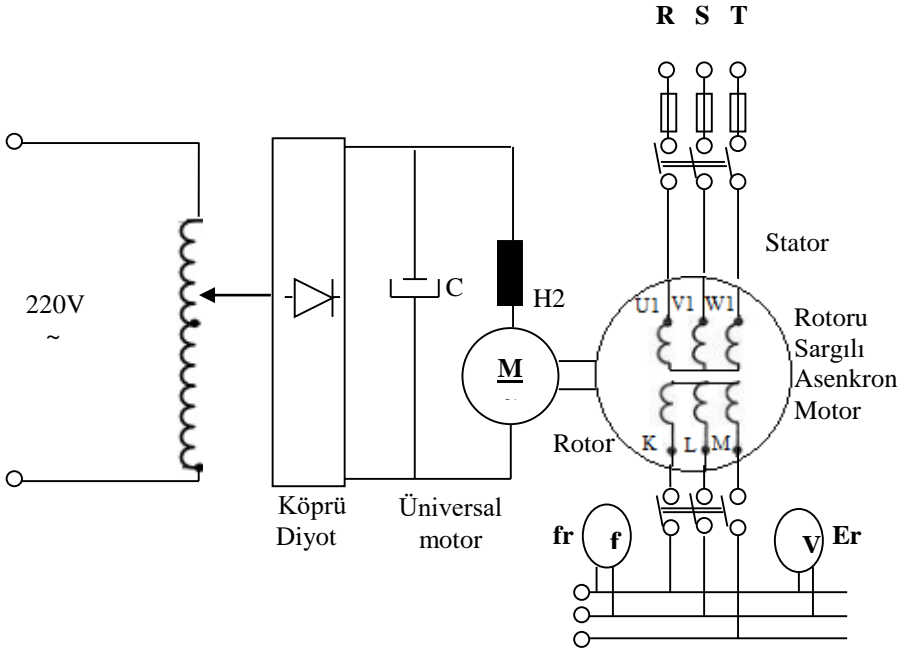 R S T
220V
~
C
H2
M
~
Stator
U1 V1 W1
Rotoru
Sargılı
Asenkron
Motor
Rotor
K L M
Köprü
Diyot
Üniversal
motor
fr f
V Er